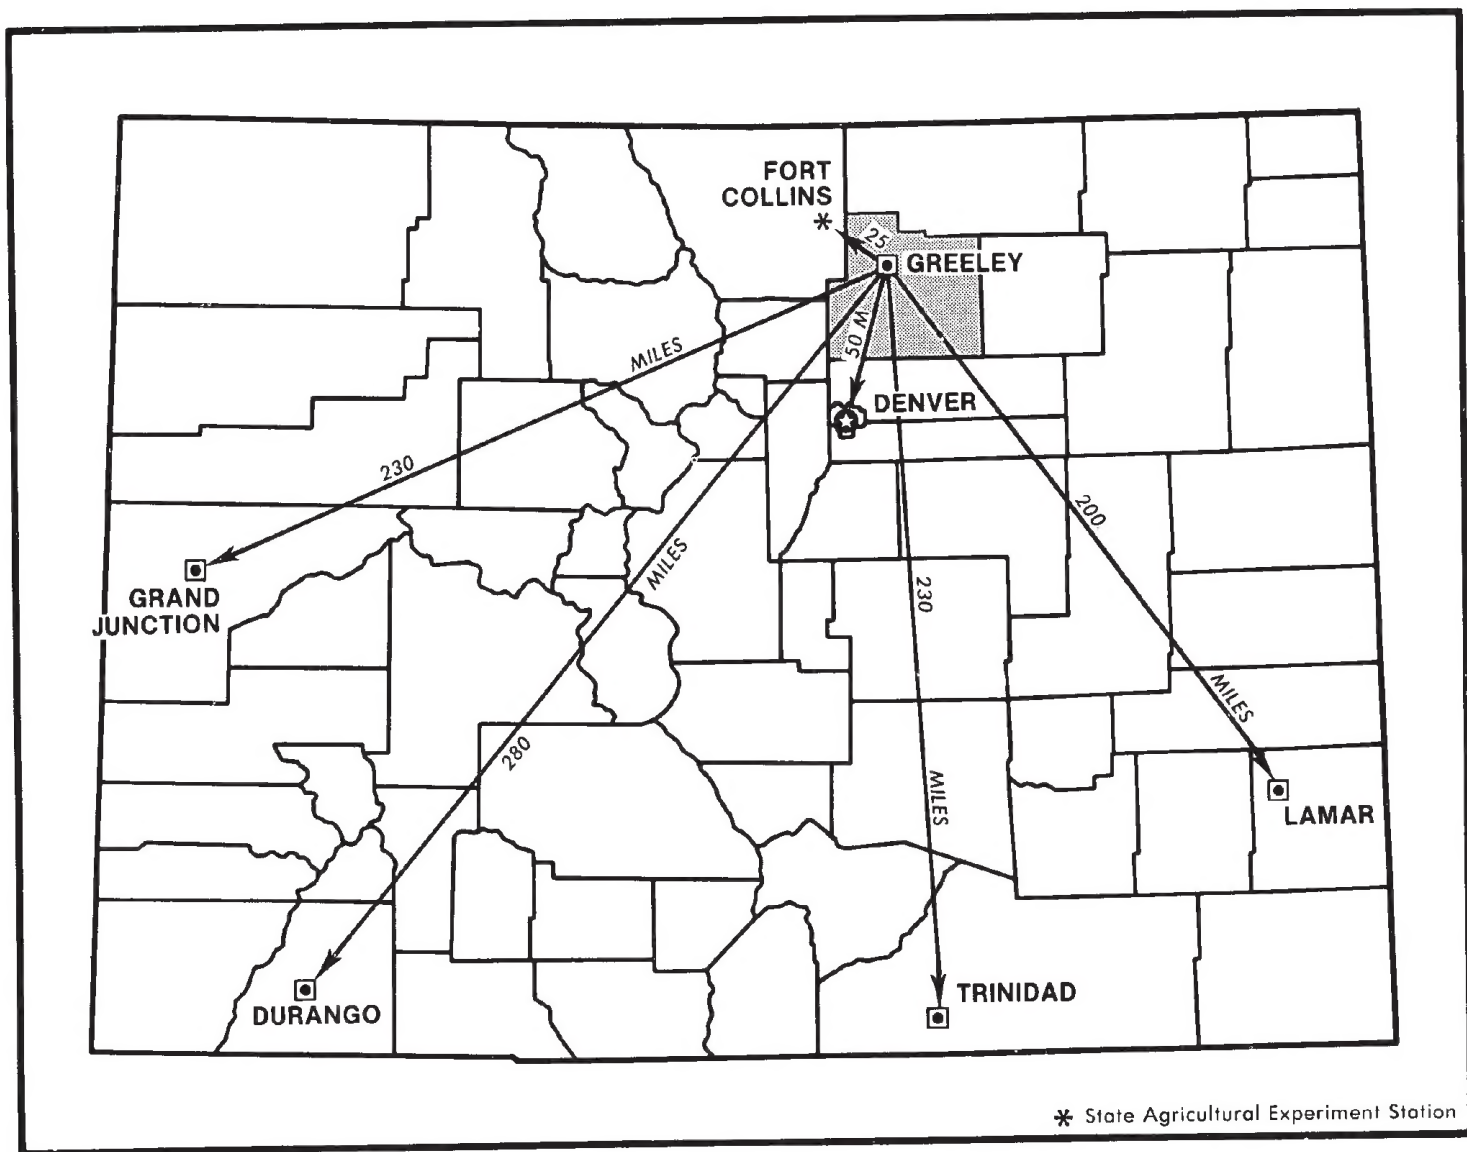 FORT
COLLINS
*
25
GREELEY
50 M
MILES
DENVER
230
200
GRAND
JUNCTION
MILES
230
MILES
280
MILES
LAMAR
DURANGO
TRINIDAD
* State Agricultural Experiment Station